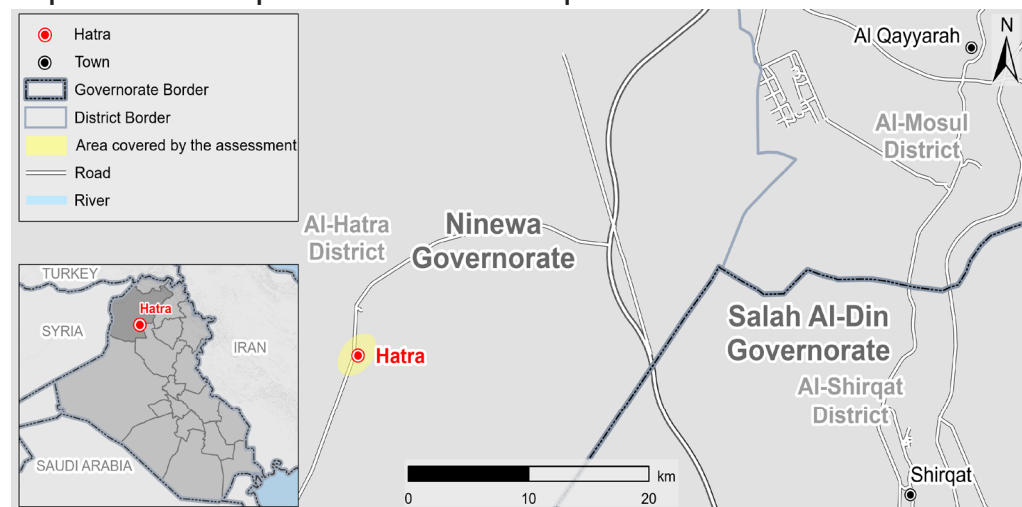 Hatra
Town
Governorate Border
District Border
Area covered by the assessment
Road
River
TURKEY
Hatra
SYRIA
IRAN
SAUDI ARABIA
Al Qayyarah
N
Al-Mosul
District
Al-Hatra
District
Ninewa
Governorate
Salah Al-Din
Governorate
Hatra
Al-Shirqat
District
Shirqat
km
0
10
20